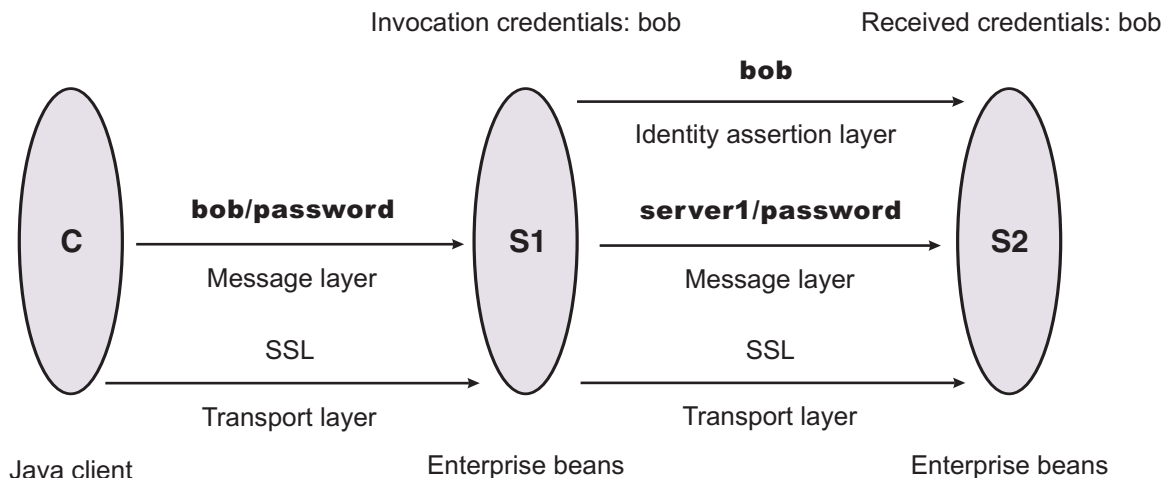 Invocation credentials: bob
Received credentials: bob
bob
Identity assertion layer
bob/password
server1/password
C
S1
S2
Message layer
Message layer
SSL
SSL
Transport layer
Transport layer
Java client
Enterprise beans
Enterprise beans